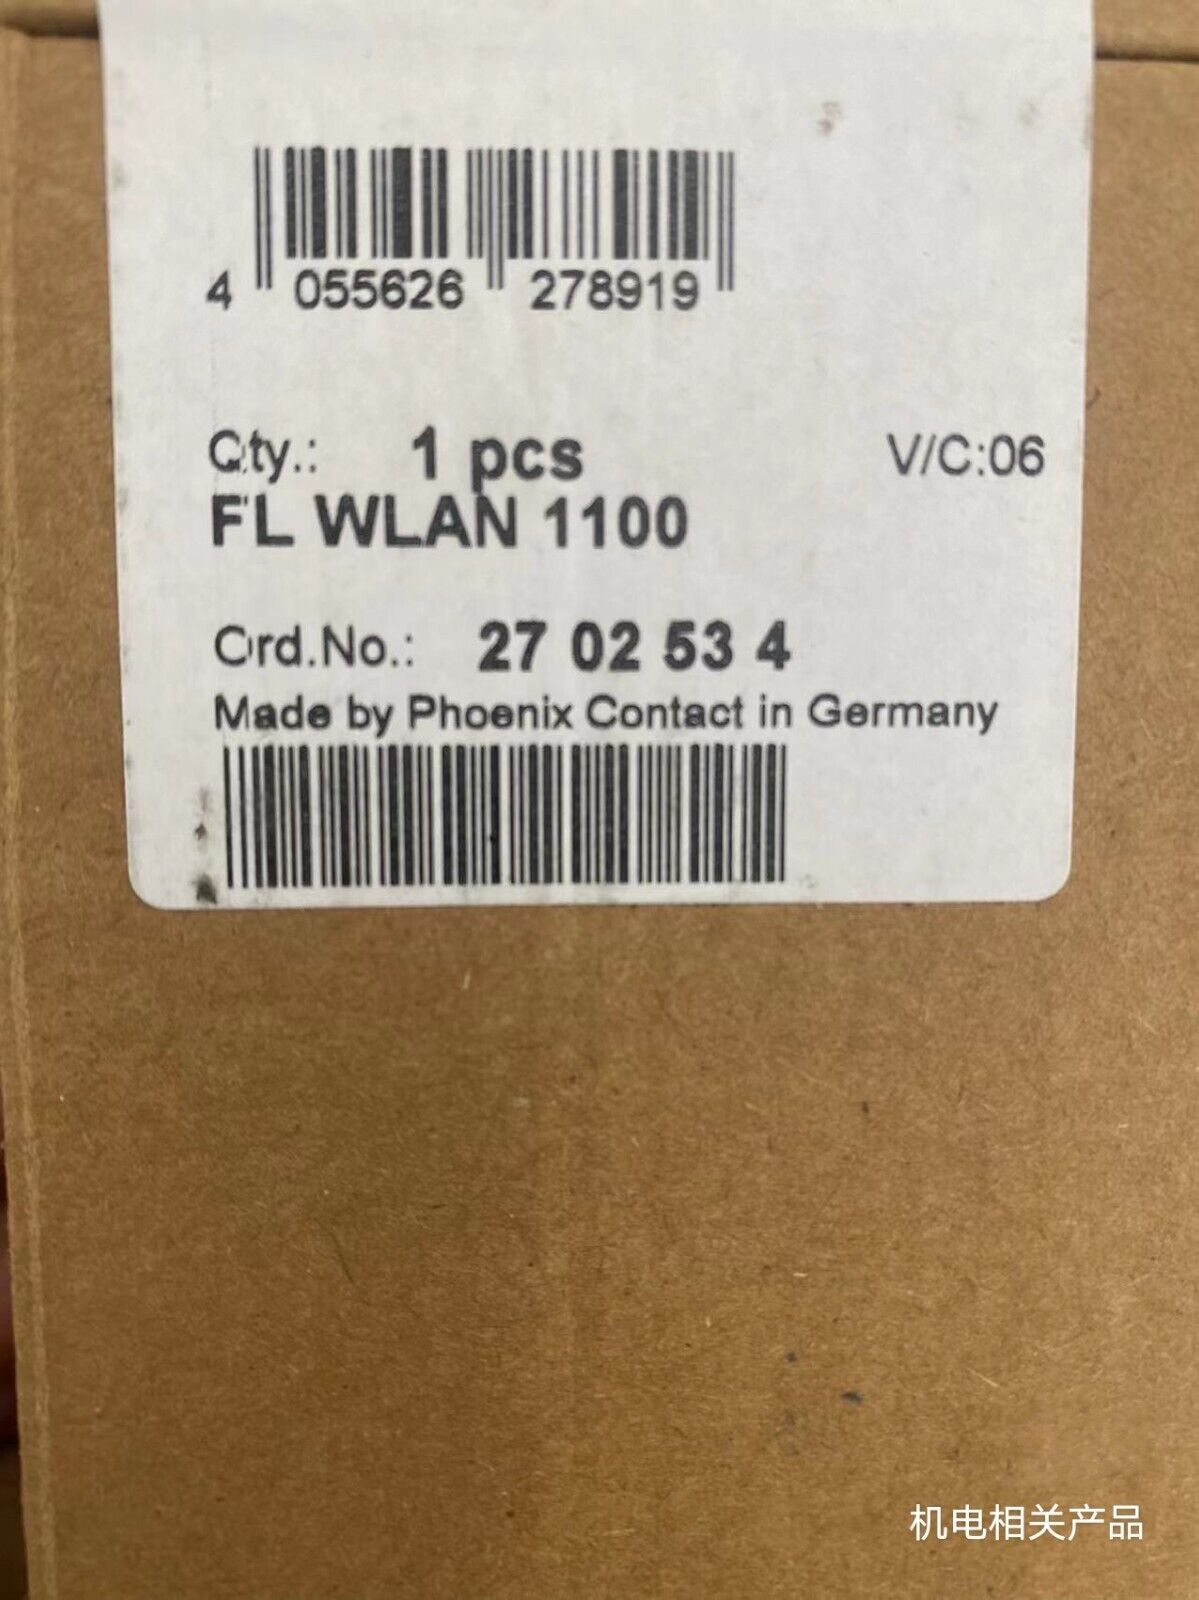 4 055626 278919
Qty.: 1 pcs V/C:06
FL WLAN 1100
Ord.No.: 27 02 53 4
Made by Phoenix Contact in Germany
机电相关产品